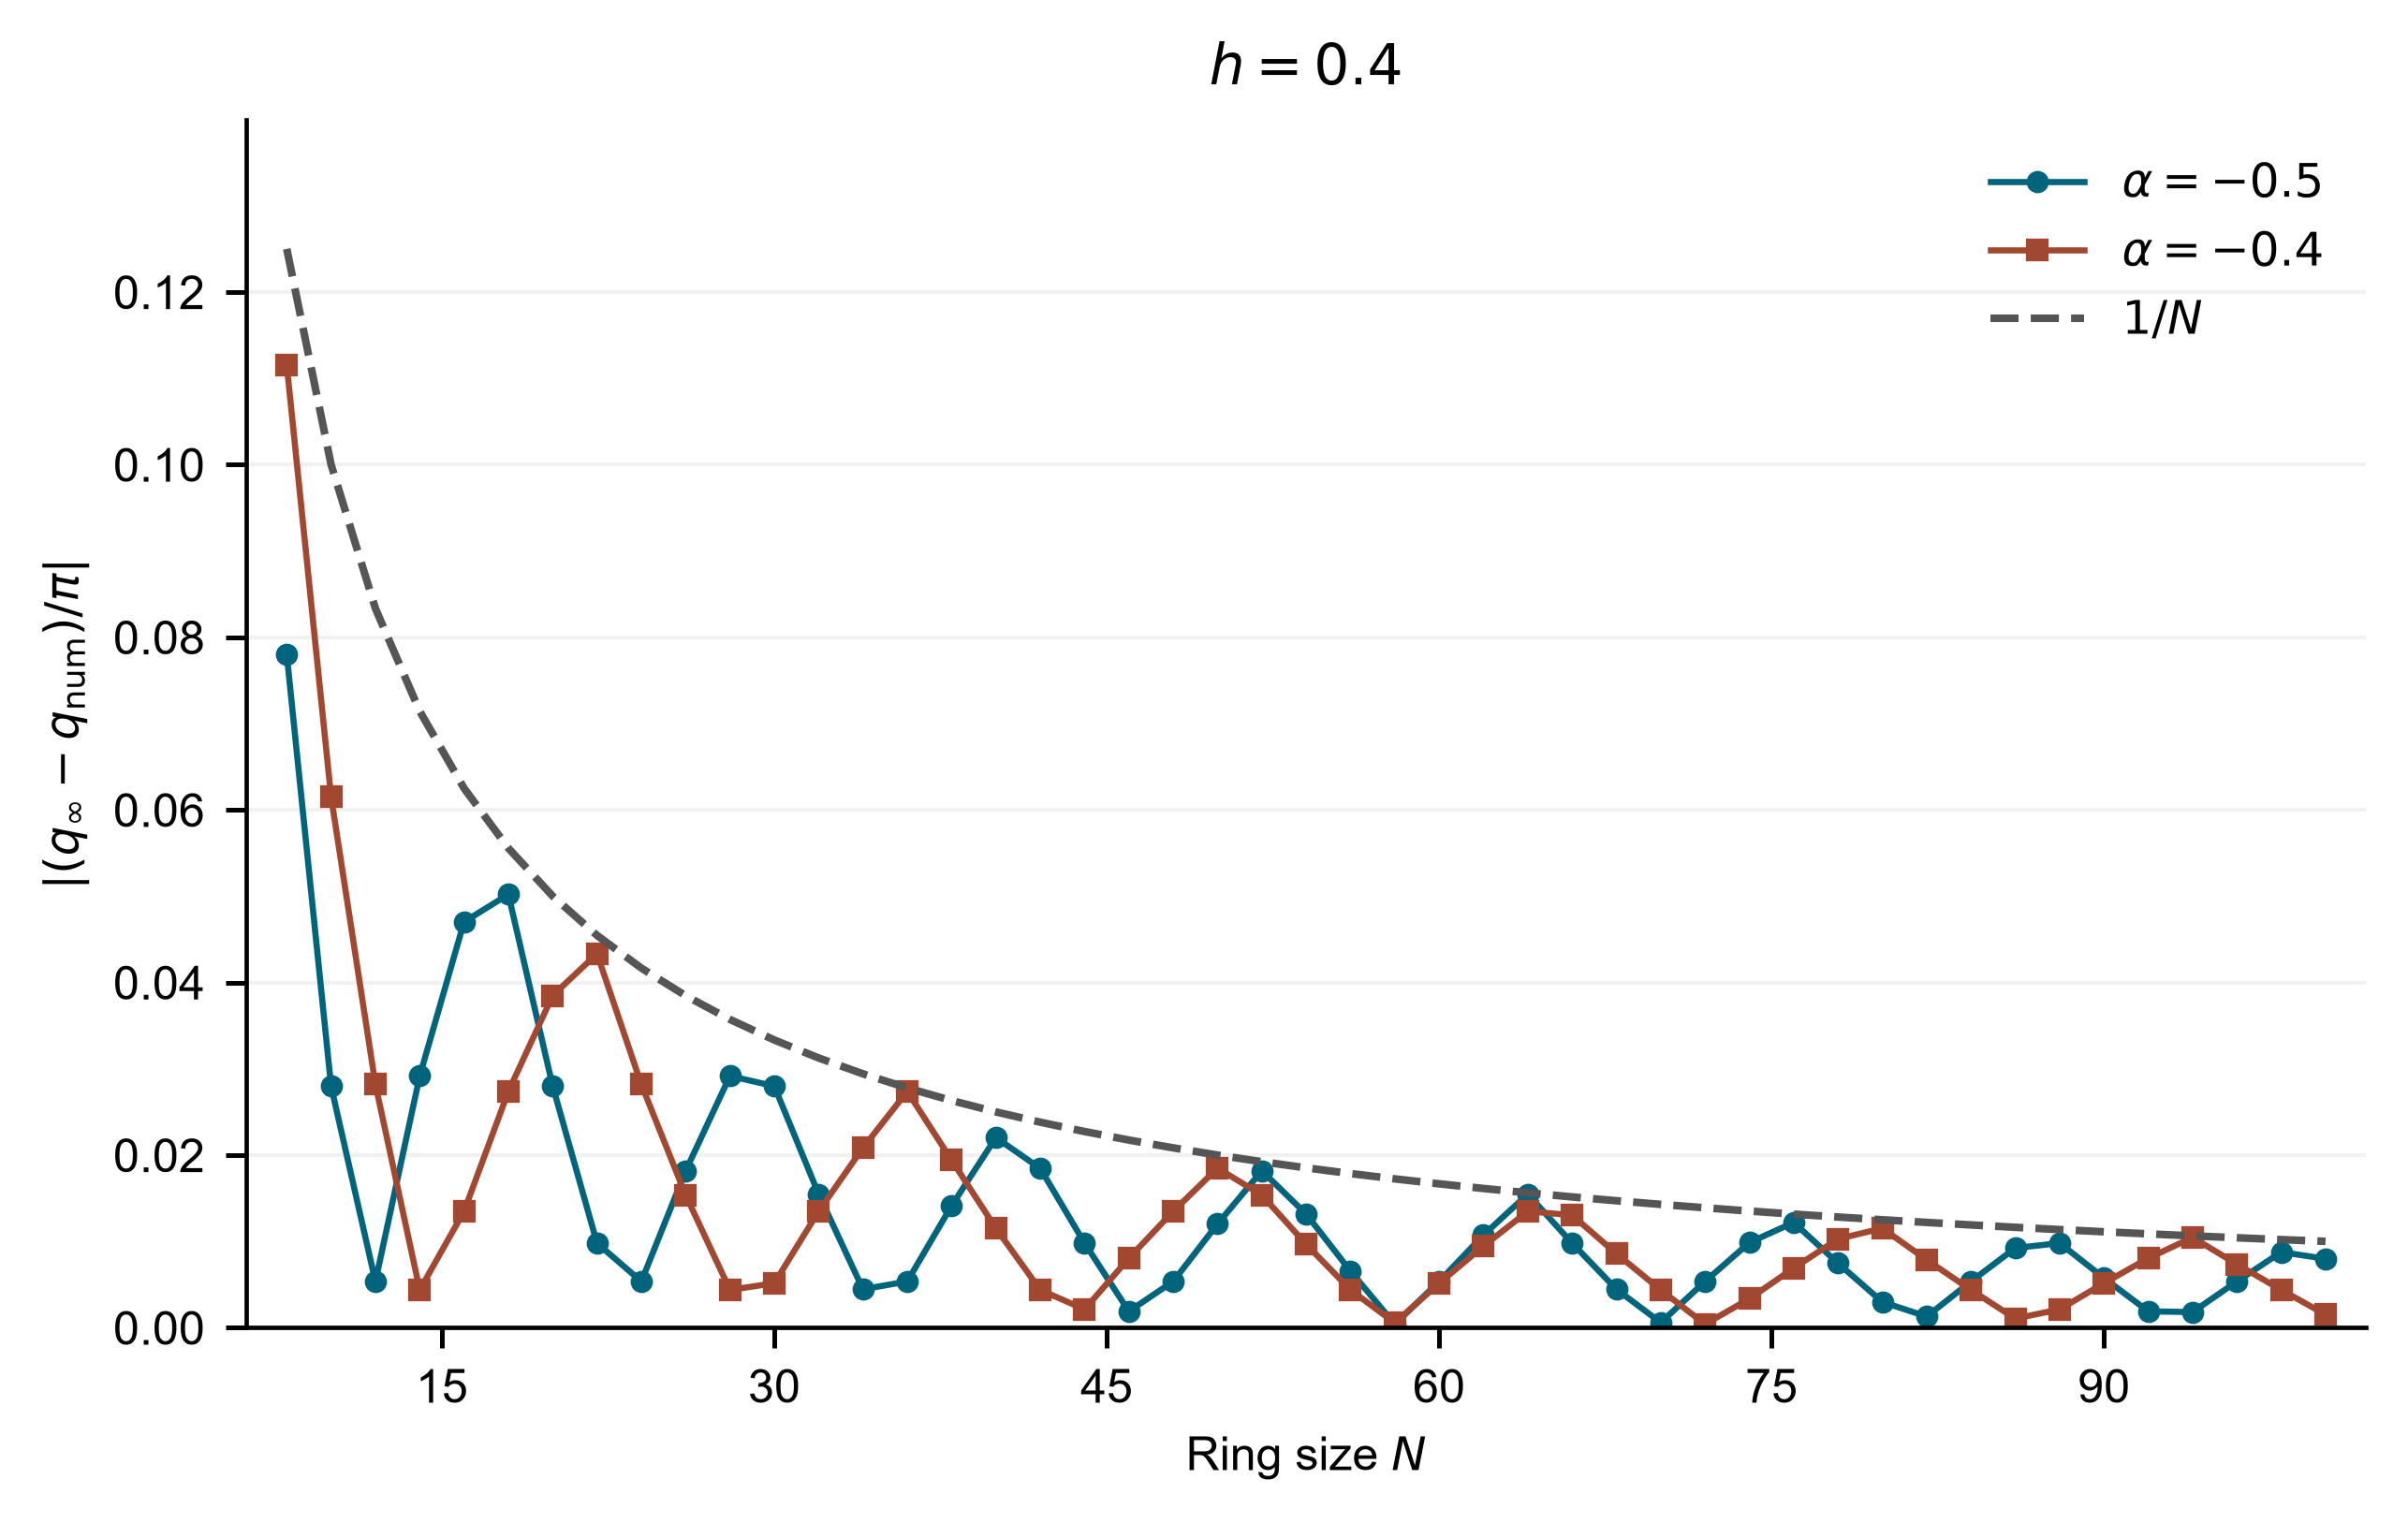 h = 0.4
α = −0.5
α = −0.4
1/N
|(q∞ − qnum)/π|
0.12
0.10
0.08
0.06
0.04
0.02
0.00
15 30 45 60 75 90
Ring size N